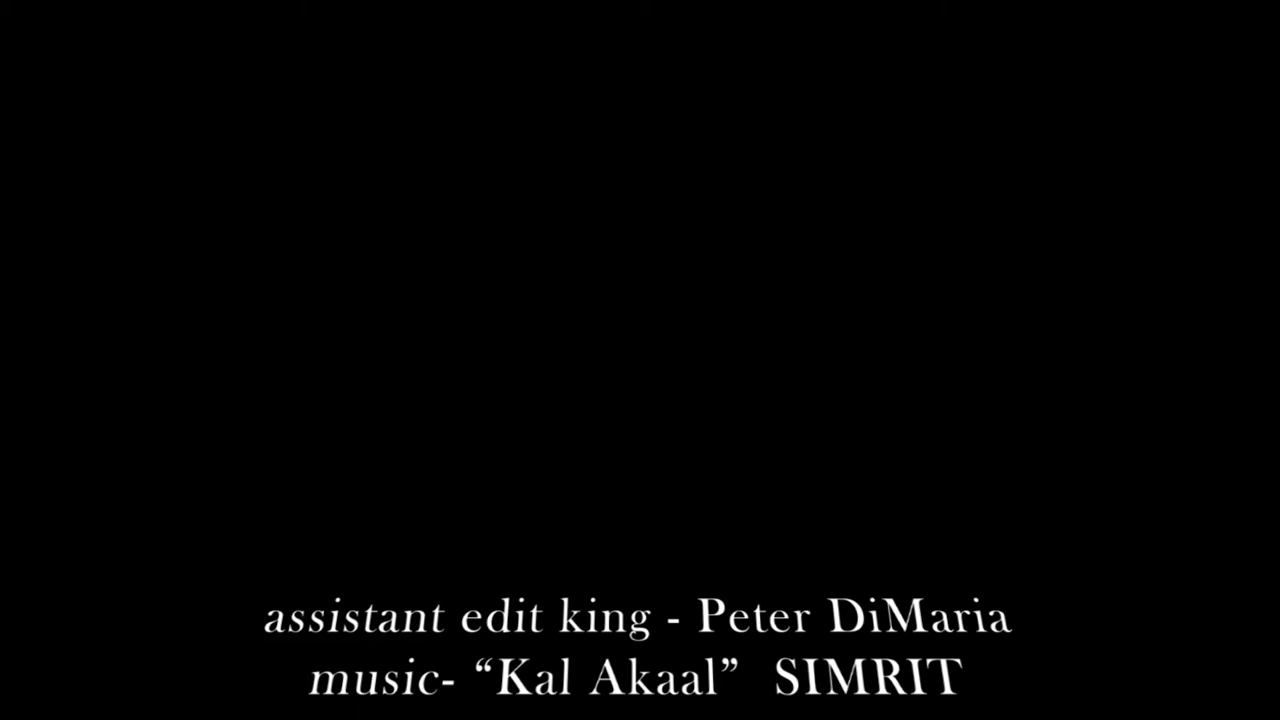 assistant edit king - Peter DiMaria
music- “Kal Akaal” SIMRIT